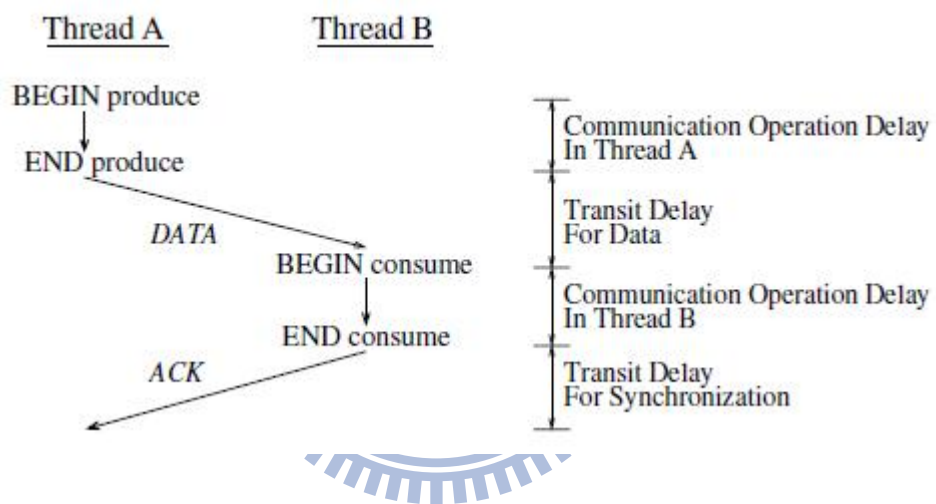 Thread A
Thread B
BEGIN produce
END produce
DATA
BEGIN consume
END consume
ACK
Communication Operation Delay
In Thread A
Transit Delay
For Data
Communication Operation Delay
In Thread B
Transit Delay
For Synchronization